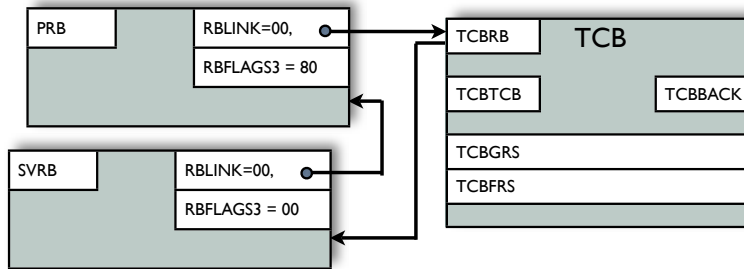 PRB
RBLINK=00,
RBFLAGS3 = 80
SVRB
RBLINK=00,
RBFLAGS3 = 00
TCBRB
TCB
TCBTCB
TCBBACK
TCBGRS
TCBFRS